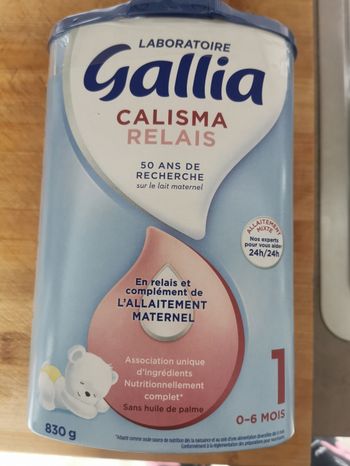 LABORATOIRE
Gallia
CALISMA
RELAIS
50 ANS DE
RECHERCHE
sur le lait maternel
ALLAITEMENT
MIXTE
Nos experts
pour vous aider
24h/24h
En relais et
complément de
L'ALLAITEMENT
MATERNEL
Association unique
d'ingrédients
Nutritionnellement
complet*
Sans huile de palme
1
0-6 MOIS
830 g